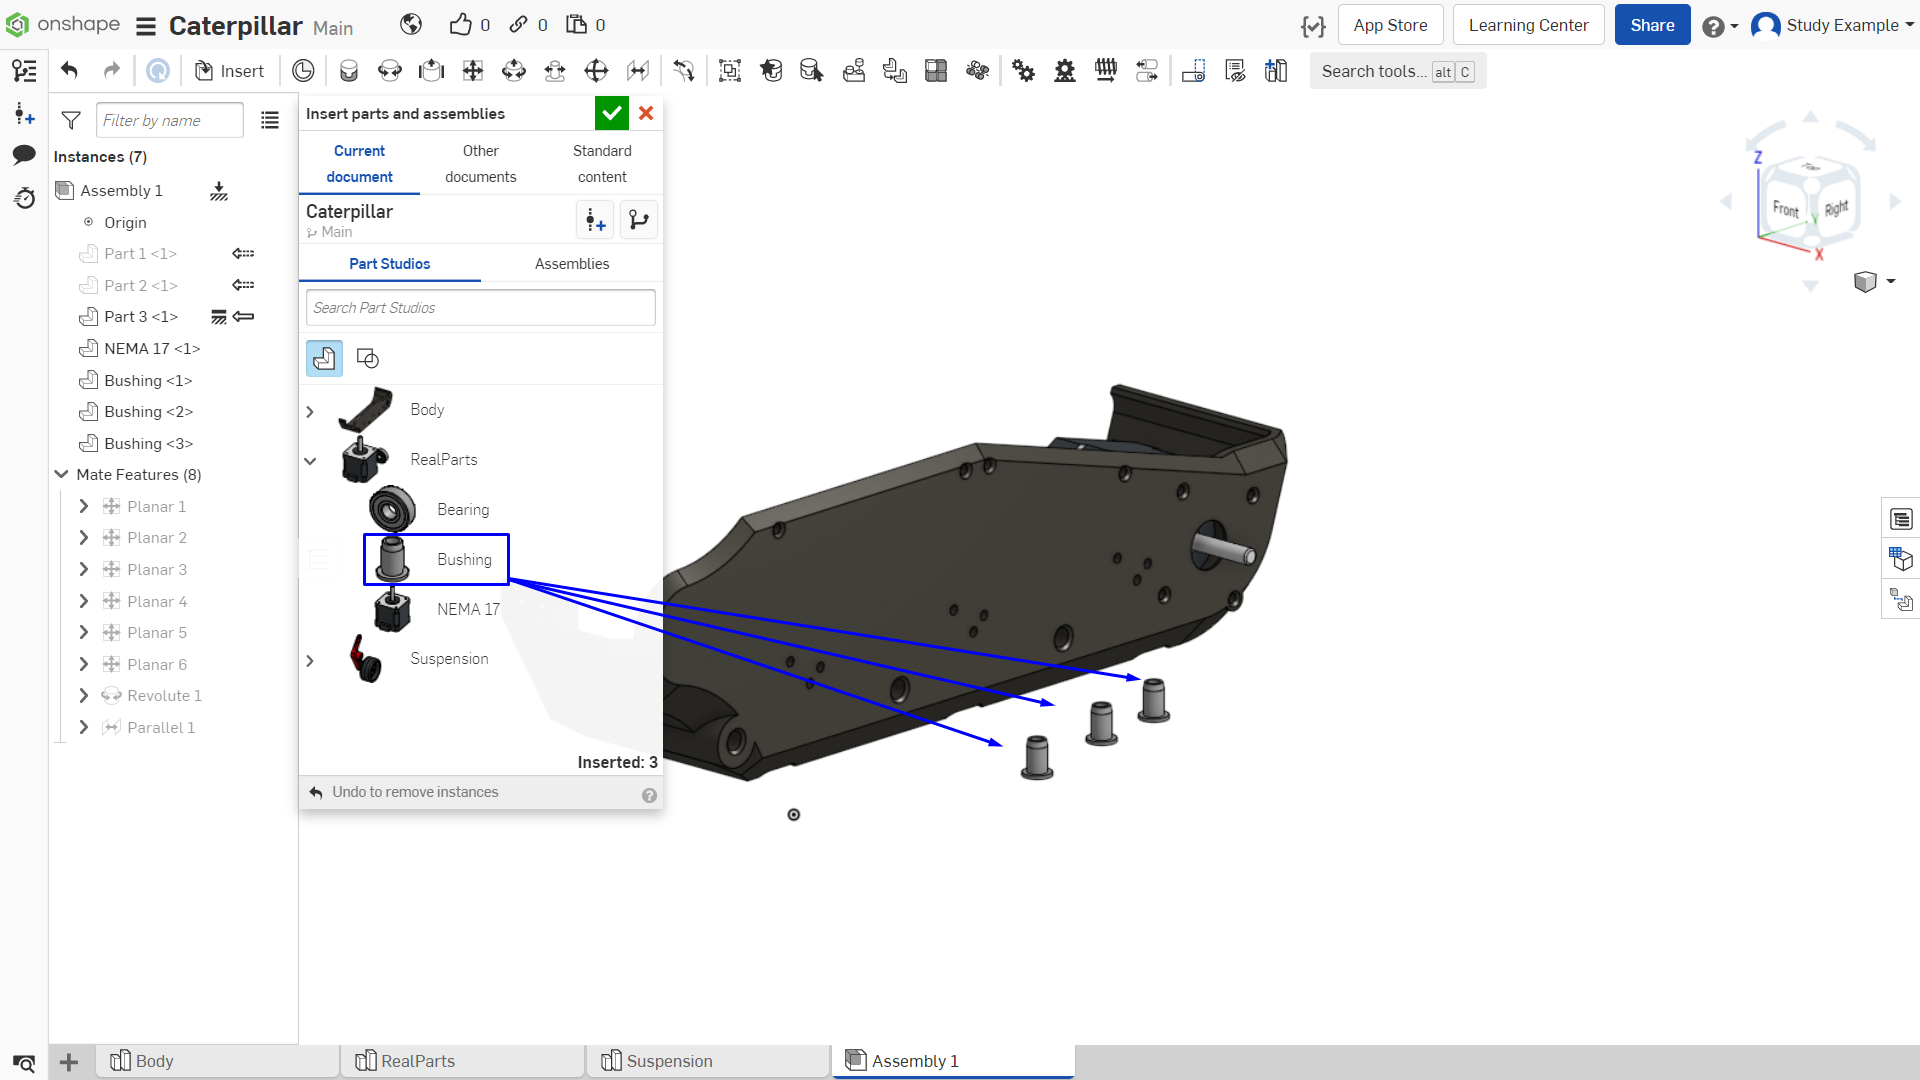 onshape
Caterpillar Main
0
0
0
App Store
Learning Center
Share
Study Example
Insert
Search tools... alt C
Filter by name
Instances (7)
Assembly 1
Origin
Part 1 <1>
Part 2 <1>
Part 3 <1>
NEMA 17 <1>
Bushing <1>
Bushing <2>
Bushing <3>
Mate Features (8)
Planar 1
Planar 2
Planar 3
Planar 4
Planar 5
Planar 6
Revolute 1
Parallel 1
Insert parts and assemblies
Current document
Other documents
Standard content
Caterpillar
Main
Part Studios
Assemblies
Search Part Studios
Body
RealParts
Bearing
Bushing
NEMA 17
Suspension
Inserted: 3
Undo to remove instances
Z
Top
Front
Right
Y
X
Body
RealParts
Suspension
Assembly 1